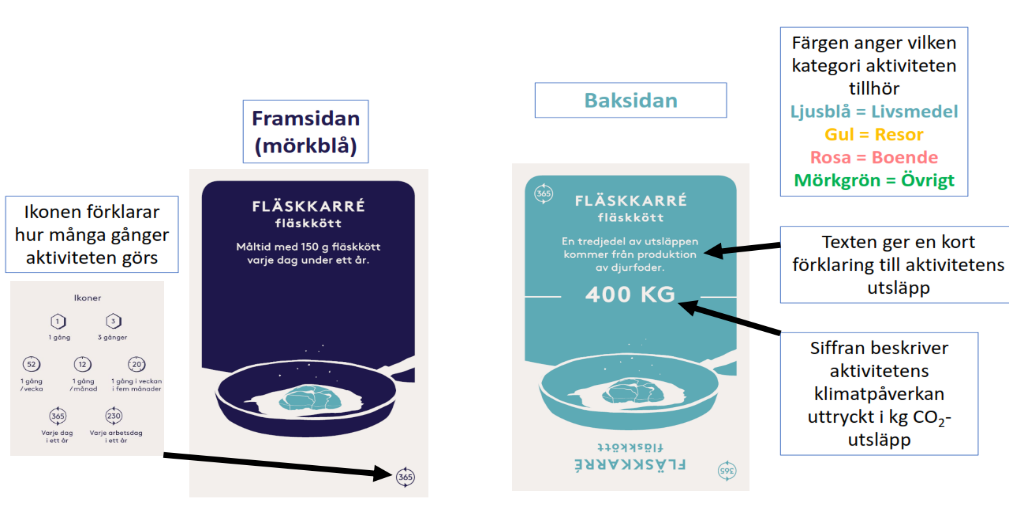 Framsidan
(mörkblå)
Baksidan
Färgen anger vilken
kategori aktiviteten
tillhör
Ljusblå = Livsmedel
Gul = Resor
Rosa = Boende
Mörkgrön = Övrigt
Ikonen förklarar
hur många gånger
aktiviteten görs
Ikoner
1
3
1 gång
3 gånger
52
12
20
1 gång
/vecka
1 gång
/månad
1 gång i veckan
i fem månader
365
230
Varje dag
i ett år
Varje arbetsdag
i ett år
FLÄSKKARRÉ
fläskkött
Måltid med 150 g fläskkött
varje dag under ett år.
365
365
FLÄSKKARRÉ
fläskkött
En tredjedel av utsläppen
kommer från produktion
av djurfoder.
400 KG
fläskkött
FLÄSKKARRÉ
365
Texten ger en kort
förklaring till aktivitetens
utsläpp
Siffran beskriver
aktivitetens
klimatpåverkan
uttryckt i kg CO₂-
utsläpp